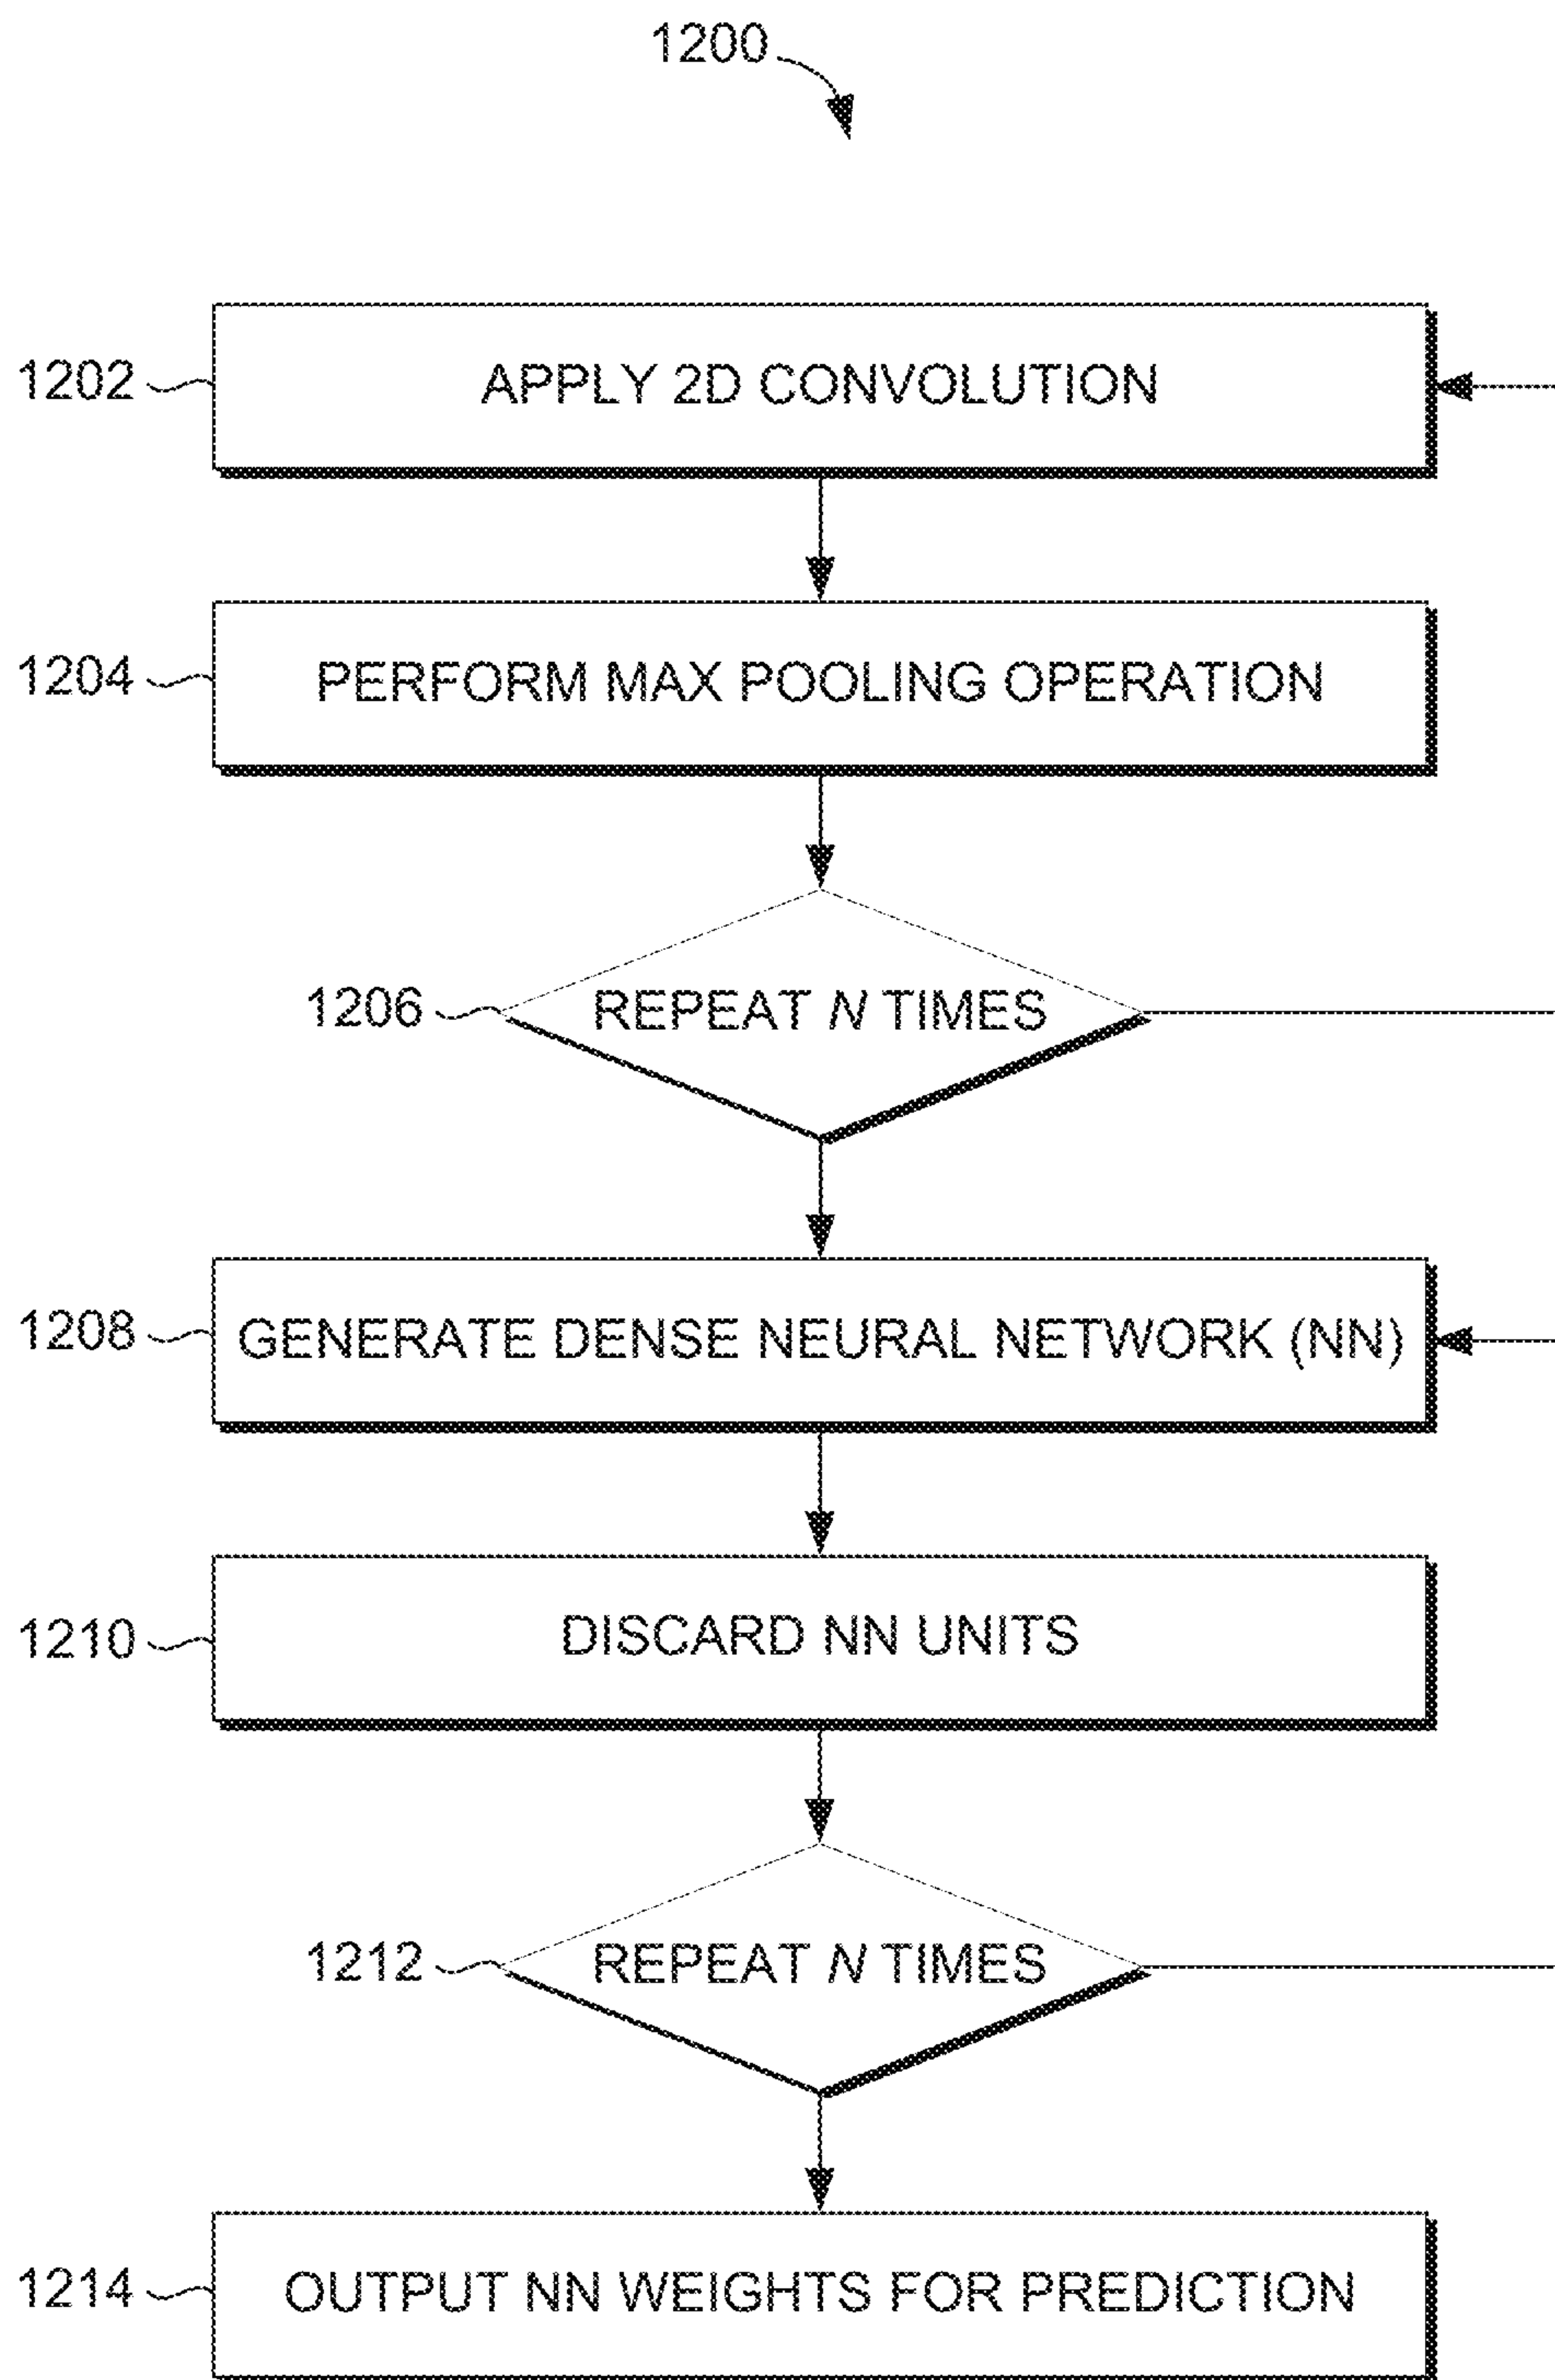 1200
1202
APPLY 2D CONVOLUTION
1204
PERFORM MAX POOLING OPERATION
1206
REPEAT N TIMES
1208
GENERATE DENSE NEURAL NETWORK (NN)
1210
DISCARD NN UNITS
1212
REPEAT N TIMES
1214
OUTPUT NN WEIGHTS FOR PREDICTION